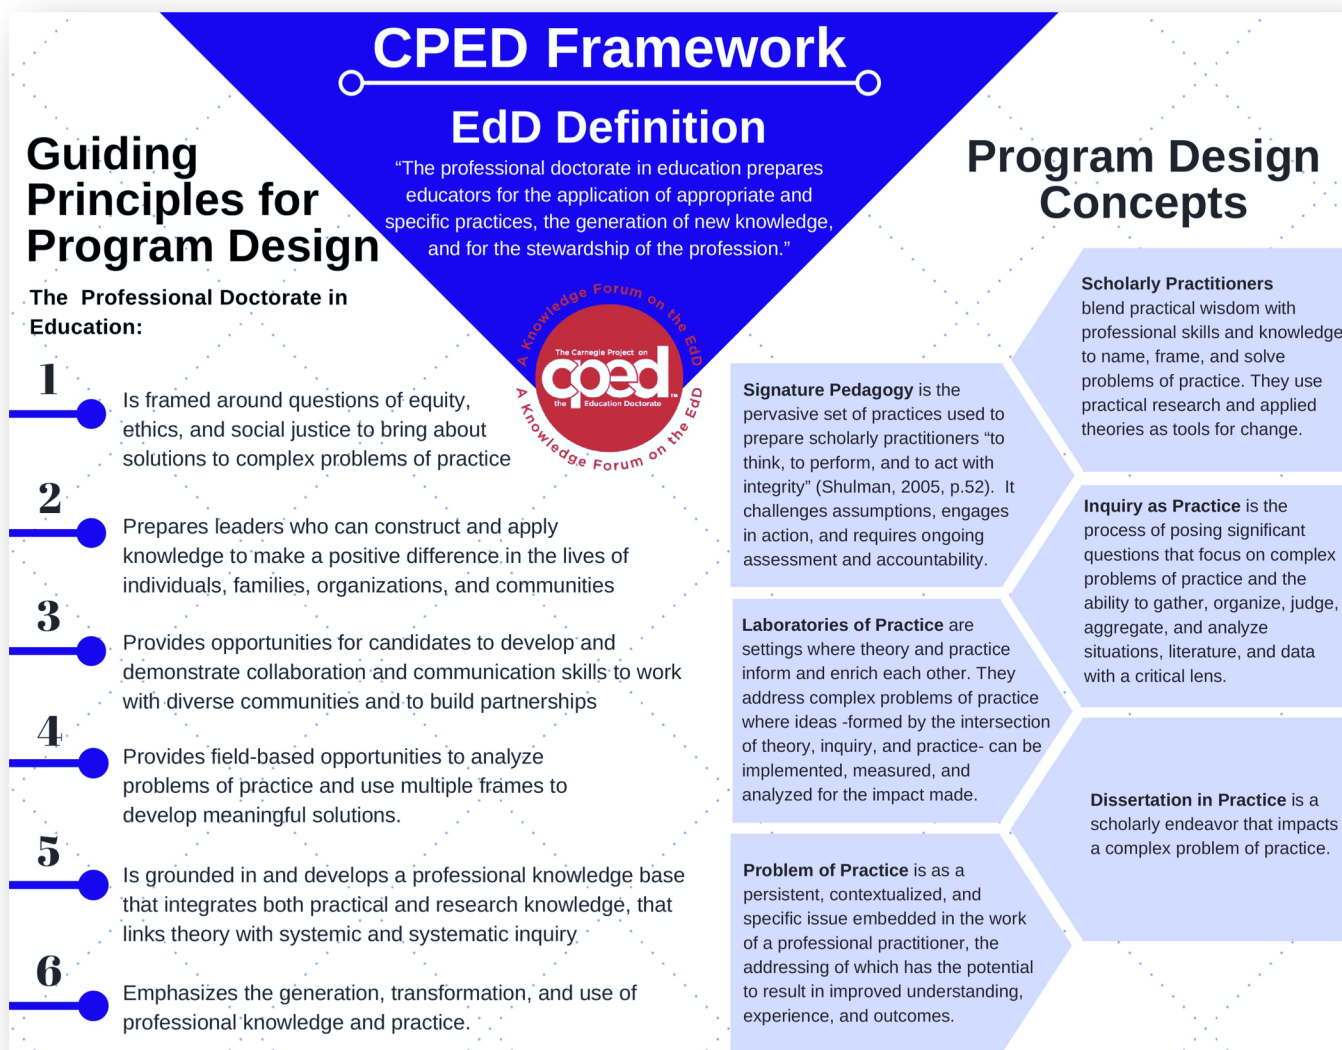 CPED Framework
EdD Definition
“The professional doctorate in education prepares
educators for the application of appropriate and
specific practices, the generation of new knowledge,
and for the stewardship of the profession.”
A Knowledge Forum on the EdD
The Carnegie Project on
cped™
the Education Doctorate
A Knowledge Forum on the EdD
Guiding
Principles for
Program Design
The Professional Doctorate in
Education:
1
Is framed around questions of equity,
ethics, and social justice to bring about
solutions to complex problems of practice
2
Prepares leaders who can construct and apply
knowledge to make a positive difference in the lives of
individuals, families, organizations, and communities
3
Provides opportunities for candidates to develop and
demonstrate collaboration and communication skills to work
with diverse communities and to build partnerships
4
Provides field-based opportunities to analyze
problems of practice and use multiple frames to
develop meaningful solutions.
5
Is grounded in and develops a professional knowledge base
that integrates both practical and research knowledge, that
links theory with systemic and systematic inquiry
6
Emphasizes the generation, transformation, and use of
professional knowledge and practice.
Program Design
Concepts
Scholarly Practitioners
blend practical wisdom with
professional skills and knowledge
to name, frame, and solve
problems of practice. They use
practical research and applied
theories as tools for change.
Signature Pedagogy is the
pervasive set of practices used to
prepare scholarly practitioners “to
think, to perform, and to act with
integrity” (Shulman, 2005, p.52). It
challenges assumptions, engages
in action, and requires ongoing
assessment and accountability.
Inquiry as Practice is the
process of posing significant
questions that focus on complex
problems of practice and the
ability to gather, organize, judge,
aggregate, and analyze
situations, literature, and data
with a critical lens.
Laboratories of Practice are
settings where theory and practice
inform and enrich each other. They
address complex problems of practice
where ideas -formed by the intersection
of theory, inquiry, and practice- can be
implemented, measured, and
analyzed for the impact made.
Dissertation in Practice is a
scholarly endeavor that impacts
a complex problem of practice.
Problem of Practice is as a
persistent, contextualized, and
specific issue embedded in the work
of a professional practitioner, the
addressing of which has the potential
to result in improved understanding,
experience, and outcomes.